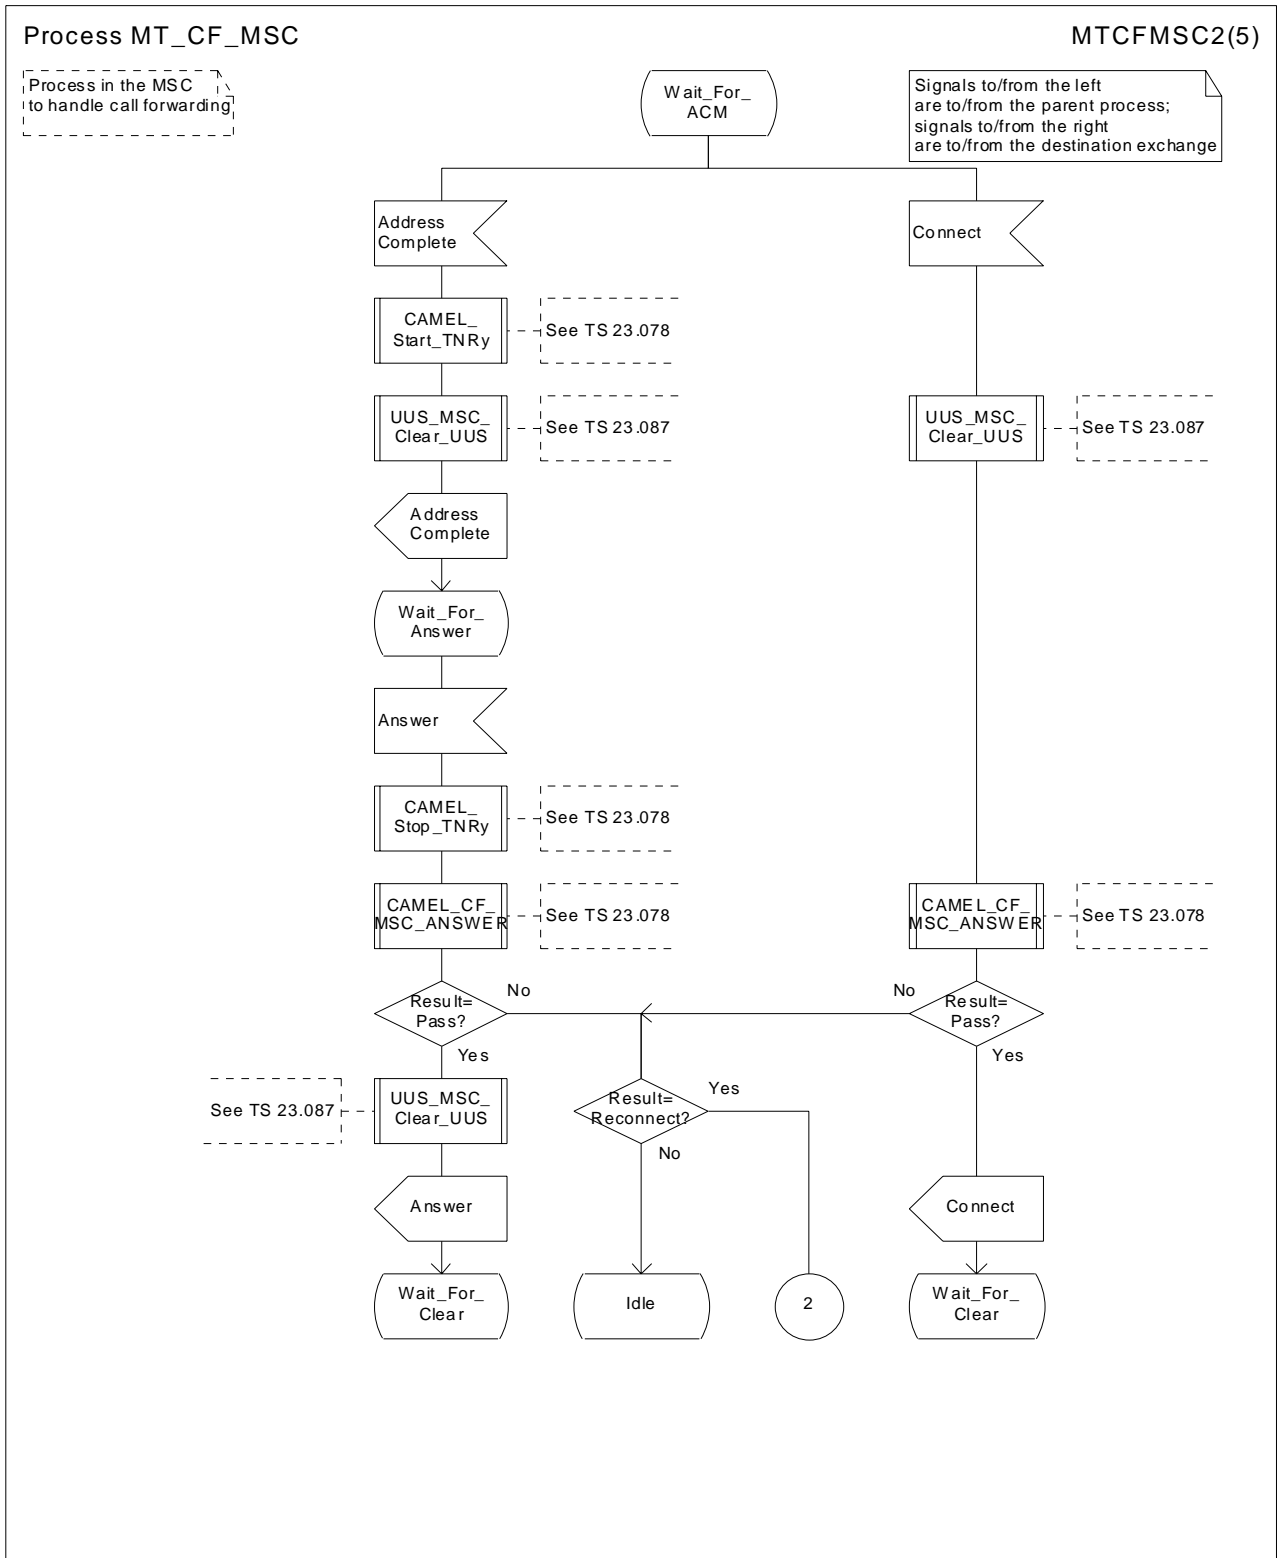 Process MT_CF_MSC
MTCFMSC2(5)
Process in the MSC
to handle call forwarding
Wait_For_
ACM
Signals to/from the left
are to/from the parent process;
signals to/from the right
are to/from the destination exchange
Address
Complete
Connect
CAMEL_
Start_TNRy
See TS 23.078
UUS_MSC_
Clear_UUS
See TS 23.087
UUS_MSC_
Clear_UUS
See TS 23.087
Address
Complete
Wait_For_
Answer
Answer
CAMEL_
Stop_TNRy
See TS 23.078
CAMEL_CF_
MSC_ANSWER
See TS 23.078
CAMEL_CF_
MSC_ANSWER
See TS 23.078
Result=
Pass?
No
Yes
No
Result=
Pass?
Yes
See TS 23.087
UUS_MSC_
Clear_UUS
Result=
Reconnect?
Yes
No
Answer
Connect
Wait_For_
Clear
Idle
2
Wait_For_
Clear